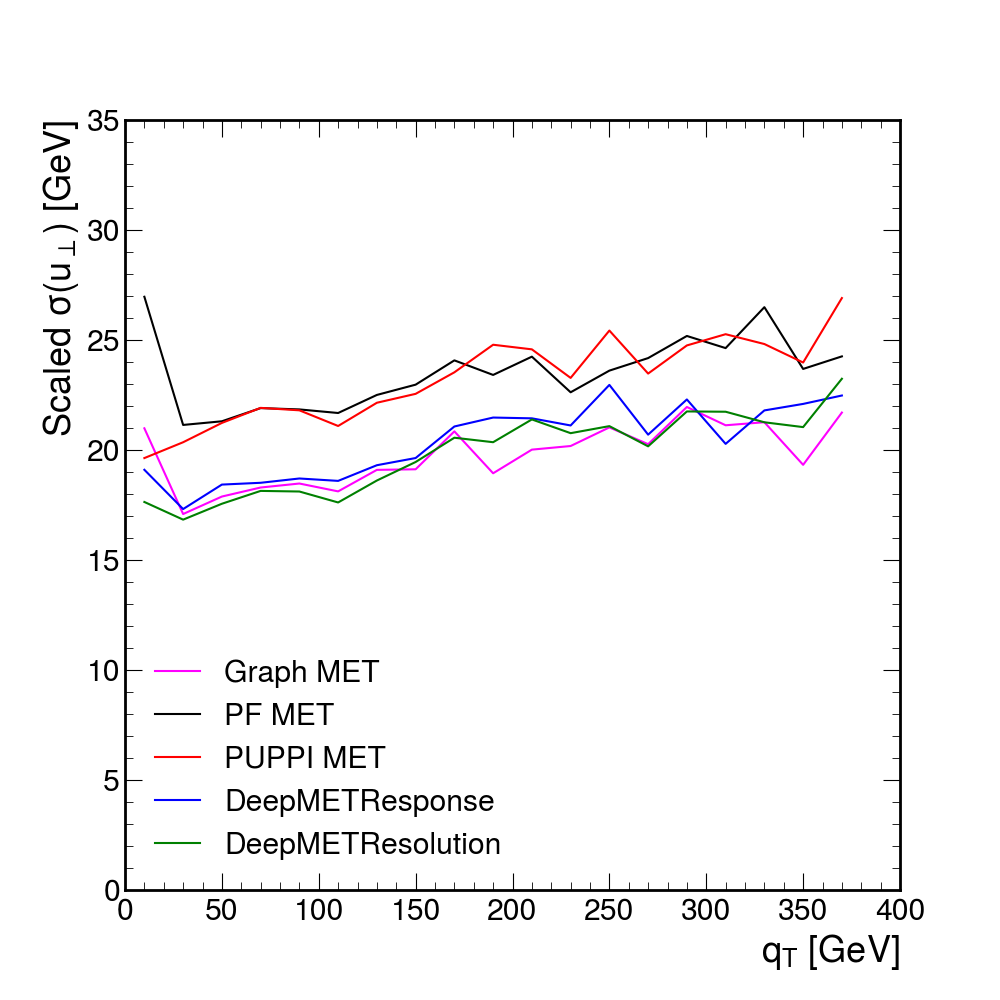 Scaled σ(u⊥) [GeV]
35
30
25
20
15
10
5
0
Graph MET
PF MET
PUPPI MET
DeepMETResponse
DeepMETResolution
0 50 100 150 200 250 300 350 400
qT [GeV]